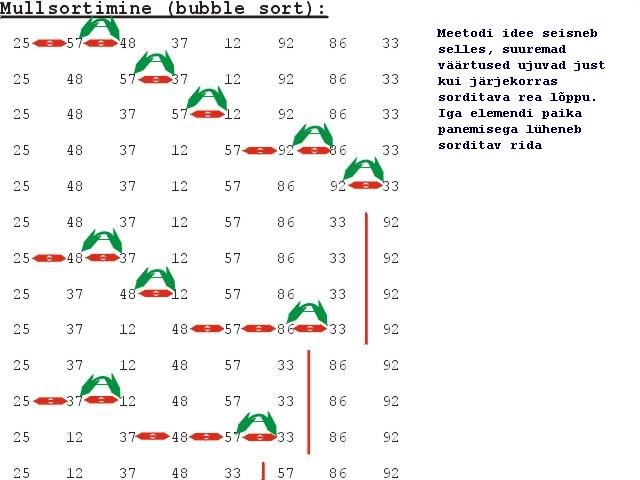 Mullsortimine (bubble sort):
25 57 48 37 12 92 86 33
25 48 57 37 12 92 86 33
25 48 37 57 12 92 86 33
25 48 37 12 57 92 86 33
25 48 37 12 57 86 92 33
25 48 37 12 57 86 33 92
25 48 37 12 57 86 33 92
25 37 48 12 57 86 33 92
25 37 12 48 57 86 33 92
25 37 12 48 57 33 86 92
25 37 12 48 57 33 86 92
25 12 37 48 57 33 86 92
25 12 37 48 33 57 86 92
Meetodi idee seisneb
selles, suuremad
väärtused ujuvad just
kui järjekorras
sorditava rea lõppu.
Iga elemendi paika
panemisega lüheneb
sorditav rida